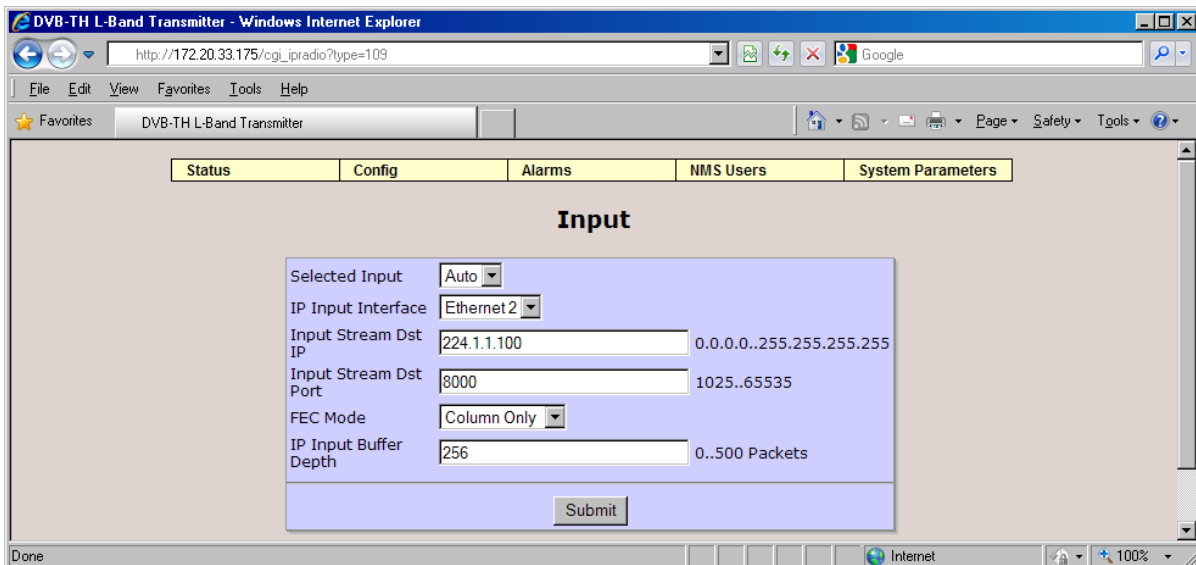 DVB-TH L-Band Transmitter - Windows Internet Explorer
http://172.20.33.175/cgi_ipradio?type=109
Google
File Edit View Favorites Tools Help
Favorites DVB-TH L-Band Transmitter Page Safety Tools
Status Config Alarms NMS Users System Parameters
Input
Selected Input Auto
IP Input Interface Ethernet 2
Input Stream Dst
IP
224.1.1.100 0.0.0.0..255.255.255.255
Input Stream Dst
Port
8000 1025..65535
FEC Mode Column Only
IP Input Buffer
Depth
256 0..500 Packets
Submit
Done Internet 100%